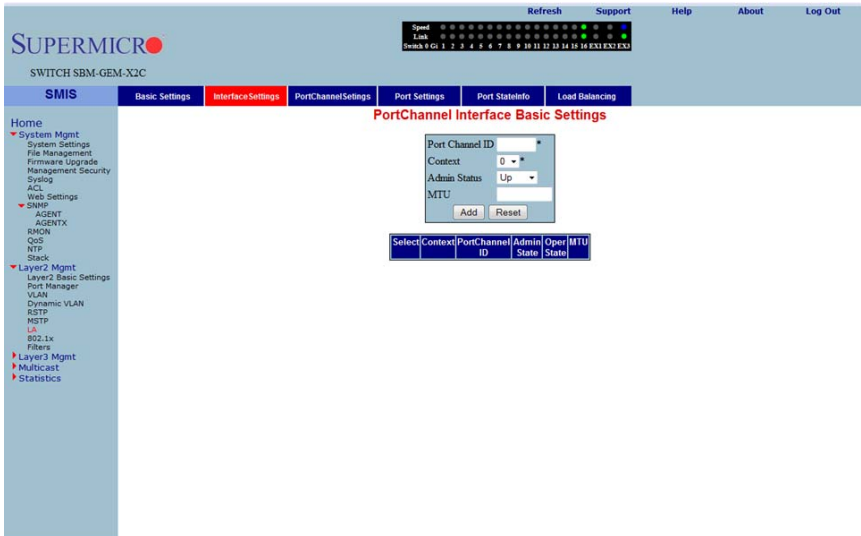 Refresh Support Help About Log Out
Speed
Link
Switch 0 Gi 1 2 3 4 5 6 7 8 9 10 11 12 13 14 15 16 EX1 EX2 EX3
SUPERMICRO
SWITCH SBM-GEM-X2C
SMIS
Basic Settings InterfaceSettings PortChannelSetings Port Settings Port StateInfo Load Balancing
PortChannel Interface Basic Settings
Home
System Mgmt
System Settings
File Management
Firmware Upgrade
Management Security
Syslog
ACL
Web Settings
SNMP
AGENT
AGENTX
RMON
QoS
NTP
Stack
Layer2 Mgmt
Layer2 Basic Settings
Port Manager
VLAN
Dynamic VLAN
RSTP
MSTP
LA
802.1x
Filters
Layer3 Mgmt
Multicast
Statistics
Port Channel ID *
Context 0 *
Admin Status Up
MTU
Add Reset
Select Context PortChannel ID Admin State Oper State MTU